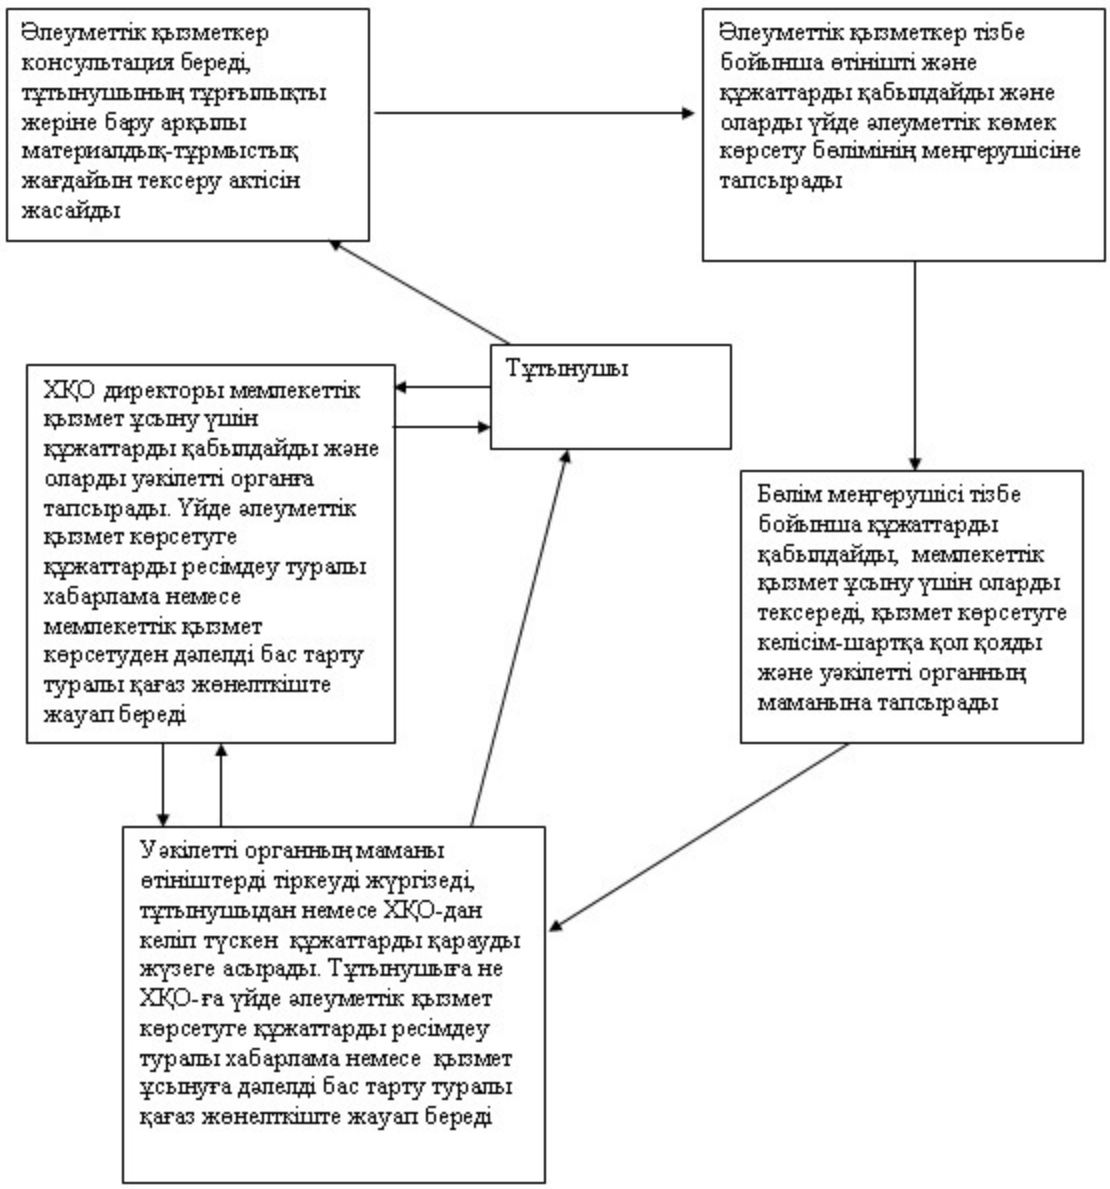 Әлеуметтік қызметкер
консультация береді,
тұтынушының тұрғылықты
жеріне бару арқылы
материалдық-тұрмыстық
жағдайын тексеру актісін
жасайды
Әлеуметтік қызметкер тізбе
бойынша өтінішті және
құжаттарды қабылдайды және
оларды үйде әлеуметтік көмек
көрсету бөлімінің меңгерушісіне
тапсырады
Тұтынушы
ХҚО директоры мемлекеттік
қызмет ұсыну үшін
құжаттарды қабылдайды және
оларды уәкілетті органға
тапсырады. Үйде әлеуметтік
қызмет көрсетуге
құжаттарды ресімдеу туралы
хабарлама немесе
мемлекеттік қызмет
көрсетуден дәлелді бас тарту
туралы қағаз жөнелткіште
жауап береді
Бөлім меңгерушісі тізбе
бойынша құжаттарды
қабылдайды, мемлекеттік
қызмет ұсыну үшін оларды
тексереді, қызмет көрсетуге
келісім-шартқа қол қояды
және уәкілетті органның
маманына тапсырады
Уәкілетті органның маманы
өтініштерді тіркеуді жүргізеді,
тұтынушыдан немесе ХҚО-дан
келіп түскен құжаттарды қарауды
жүзеге асырады. Тұтынушыға не
ХҚО-ға үйде әлеуметтік қызмет
көрсетуге құжаттарды ресімдеу
туралы хабарлама немесе қызмет
ұсынуға дәлелді бас тарту туралы
қағаз жөнелткіште жауап береді